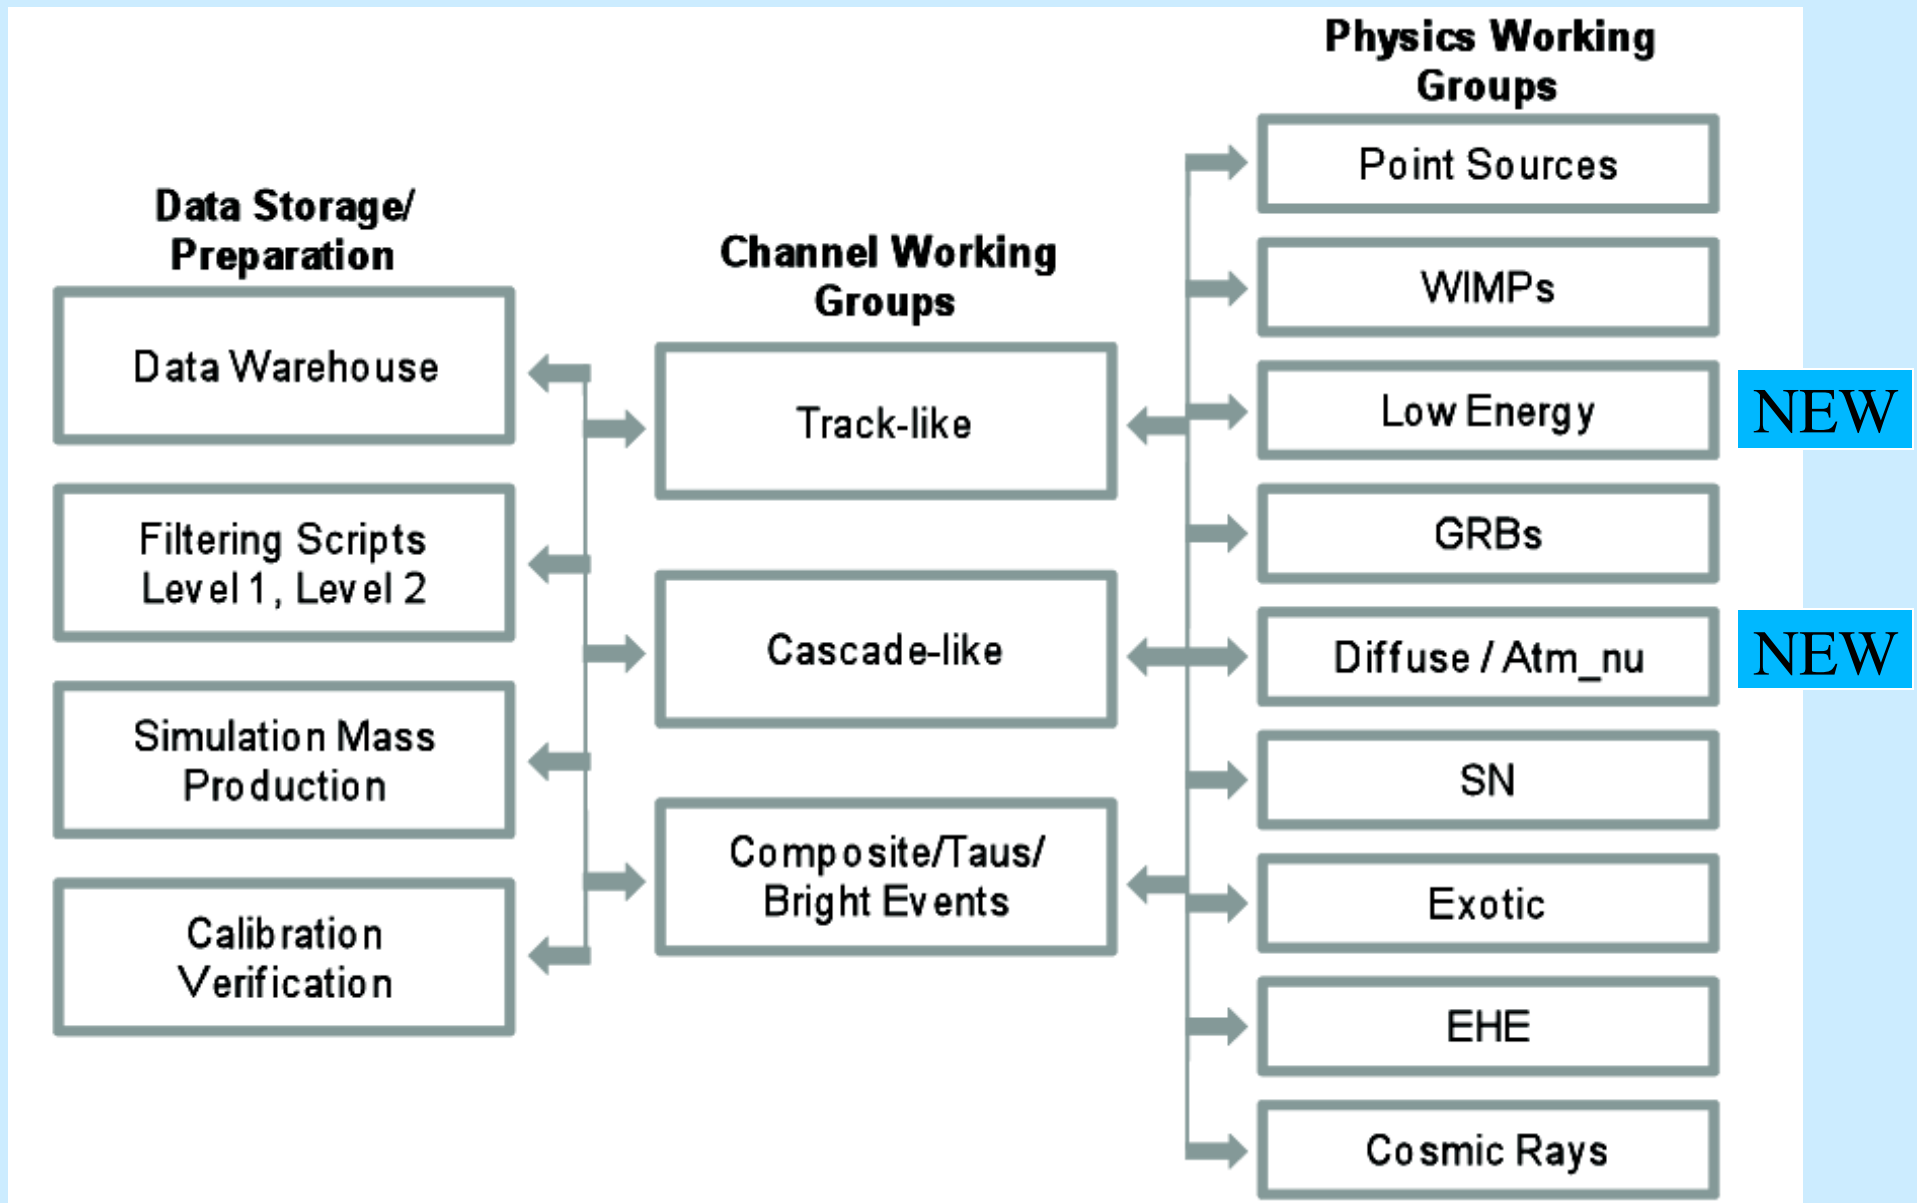 Data Storage/
Preparation
Data Warehouse
Filtering Scripts
Level 1, Level 2
Simulation Mass
Production
Calibration
Verification
Channel Working
Groups
Track-like
Cascade-like
Composite/Taus/
Bright Events
Physics Working
Groups
Point Sources
WIMPs
Low Energy
NEW
GRBs
Diffuse / Atm_nu
NEW
SN
Exotic
EHE
Cosmic Rays